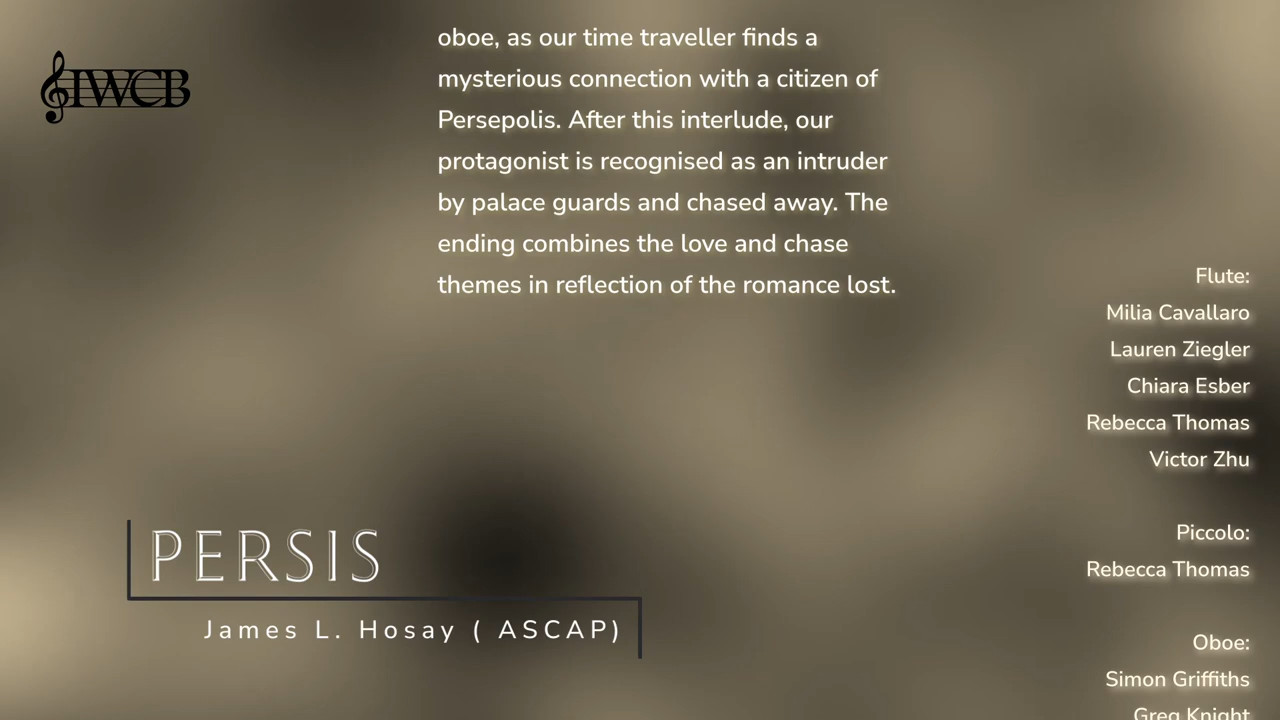 IWCB
oboe, as our time traveller finds a
mysterious connection with a citizen of
Persepolis. After this interlude, our
protagonist is recognised as an intruder
by palace guards and chased away. The
ending combines the love and chase
themes in reflection of the romance lost.
PERSIS
James L. Hosay ( ASCAP)
Flute:
Milia Cavallaro
Lauren Ziegler
Chiara Esber
Rebecca Thomas
Victor Zhu
Piccolo:
Rebecca Thomas
Oboe:
Simon Griffiths
Greg Knight